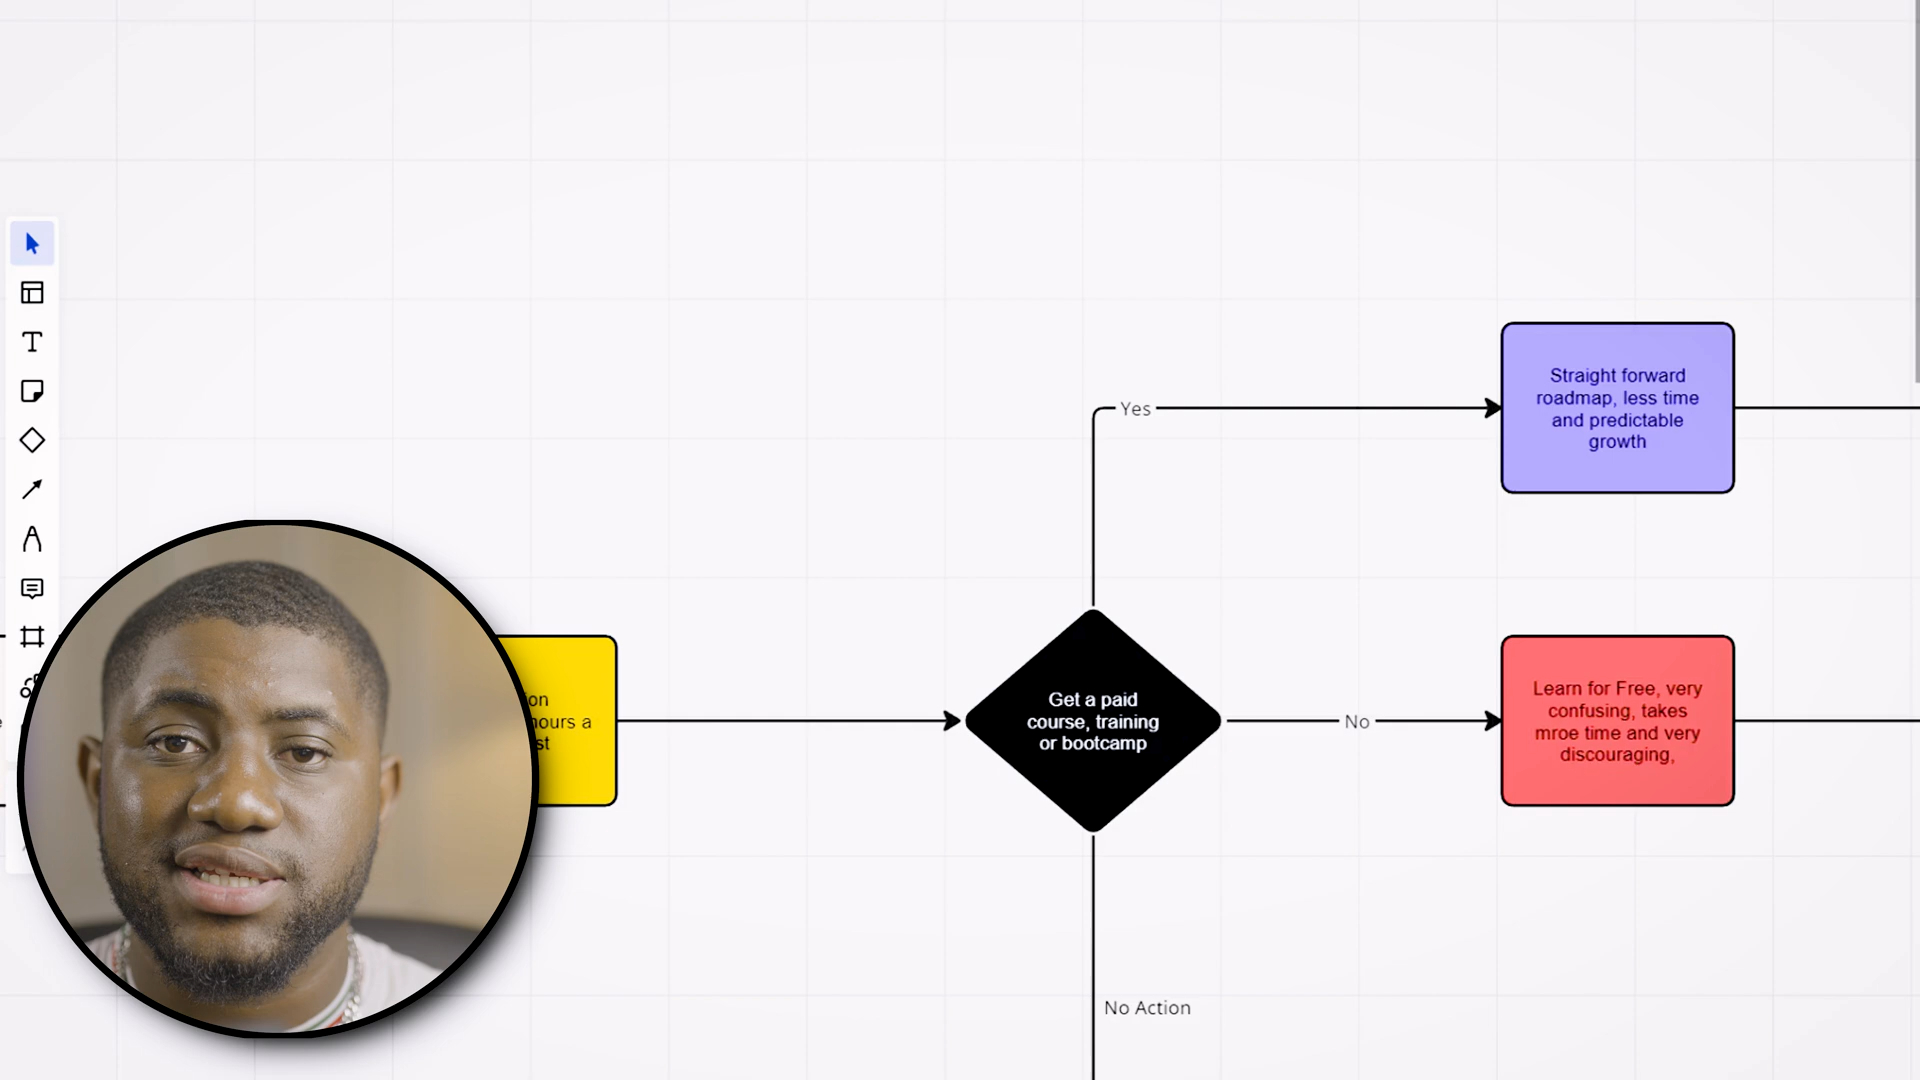 Yes
Straight forward
roadmap, less time
and predictable
growth
hours a
Get a paid
course, training
or bootcamp
No
Learn for Free, very
confusing, takes
mroe time and very
discouraging,
No Action